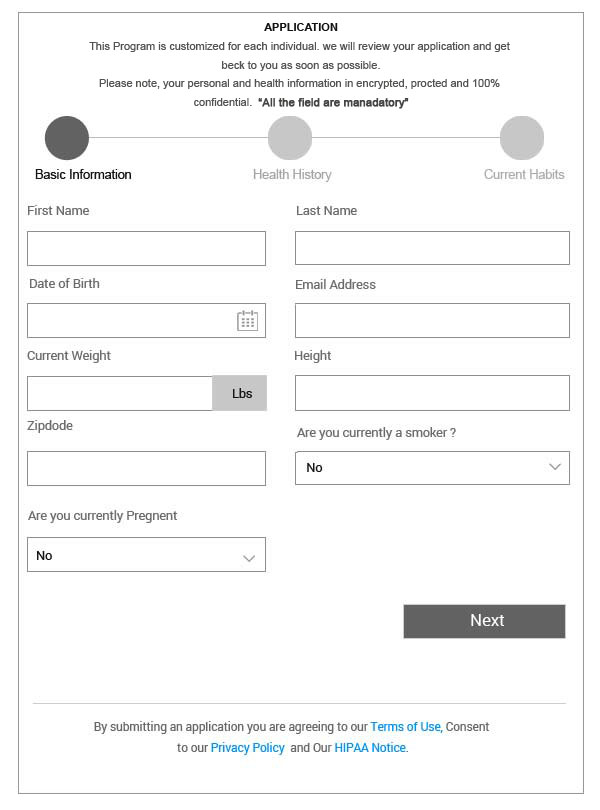 APPLICATION
This Program is customized for each individual. we will review your application and get
beck to you as soon as possible.
Please note, your personal and health information in encrypted, procted and 100%
confidential. “All the field are manadatory”
Basic Information
Health History
Current Habits
First Name
Last Name
Date of Birth
Email Address
Current Weight
Height
Lbs
Zipdode
Are you currently a smoker ?
No
Are you currently Pregnent
No
Next
By submitting an application you are agreeing to our Terms of Use, Consent
to our Privacy Policy and Our HIPAA Notice.